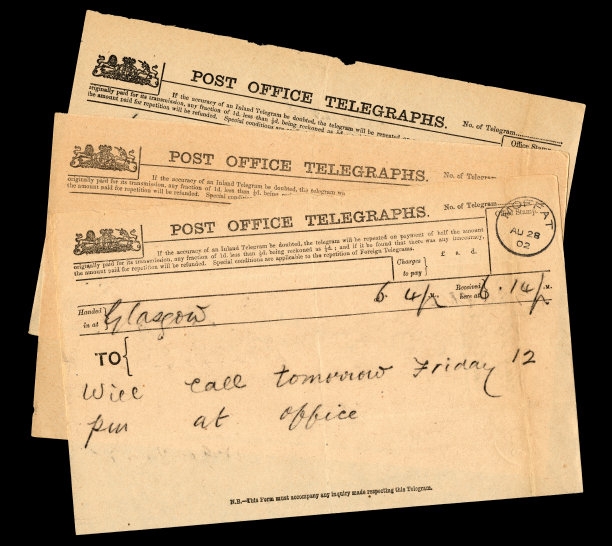 POST OFFICE TELEGRAPHS.
If the accuracy of an Inland Telegram be doubted, the telegram will be repeated on
originally paid for its transmission, any fraction of 1d. less than ½d. being reckoned as
the amount paid for repetition will be refunded. Special conditions are
No. of Telegram
Office Stamp
POST OFFICE TELEGRAPHS.
If the accuracy of an Inland Telegram be doubted, the telegram
originally paid for its transmission, any fraction of 1d. less than ½d. being
the amount paid for repetition will be refunded. Special
No. of Telegram
POST OFFICE TELEGRAPHS.
No. of Telegram
If the accuracy of an Inland Telegram be doubted, the telegram will be repeated on payment of half the amount
originally paid for its transmission, any fraction of 1d. less than ½d. being reckoned as ½d.; and if it be found that there was any inaccuracy,
the amount paid for repetition will be refunded. Special conditions are applicable to the repetition of Foreign Telegrams.
Office Stamp.
MOFFAT
AU 28
02
Charges
to pay
£ s. d.
Handed
in at
Glasgow
6. 4/P.M.
Received
here at
6. 14/P.M.
TO
Will call tomorrow Friday 12
pm at office
N.B.—This Form must accompany any inquiry made respecting this Telegram.